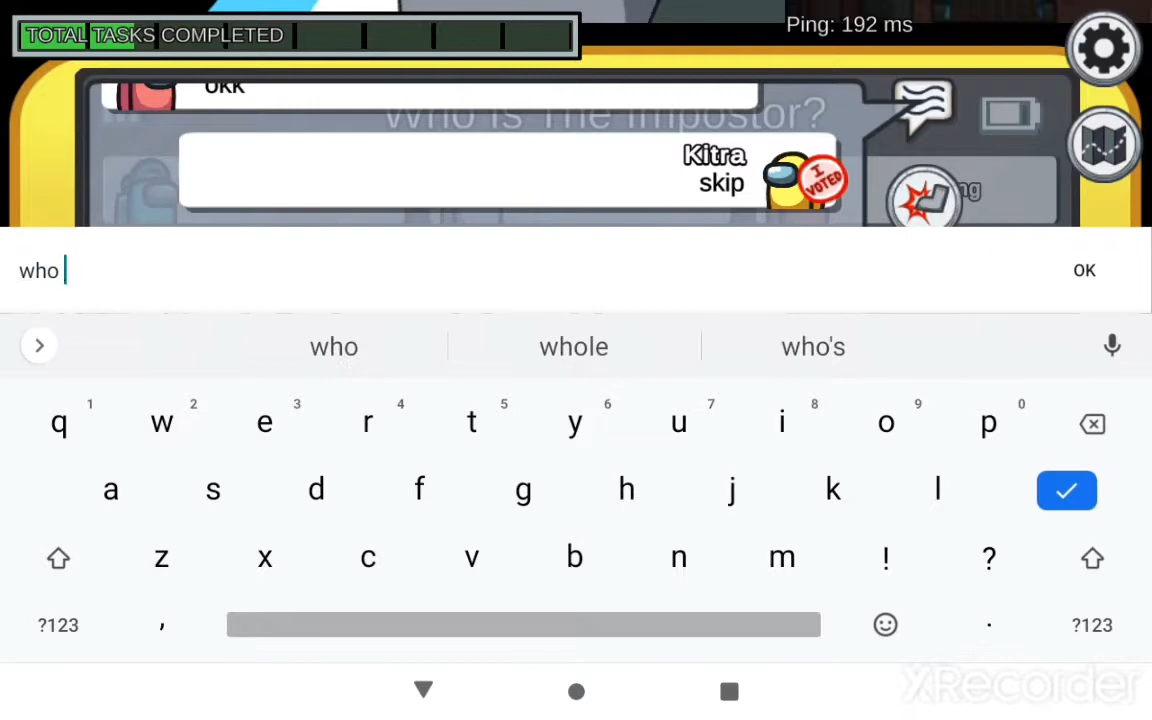 TOTAL TASKS COMPLETED
Ping: 192 ms
OKK
Who Is The Impostor?
Kitra
skip
I VOTED
who
OK
who whole who's
1 2 3 4 5 6 7 8 9 0
q w e r t y u i o p
a s d f g h j k l
z x c v b n m ! ?
?123 , . ?123
XRecorder